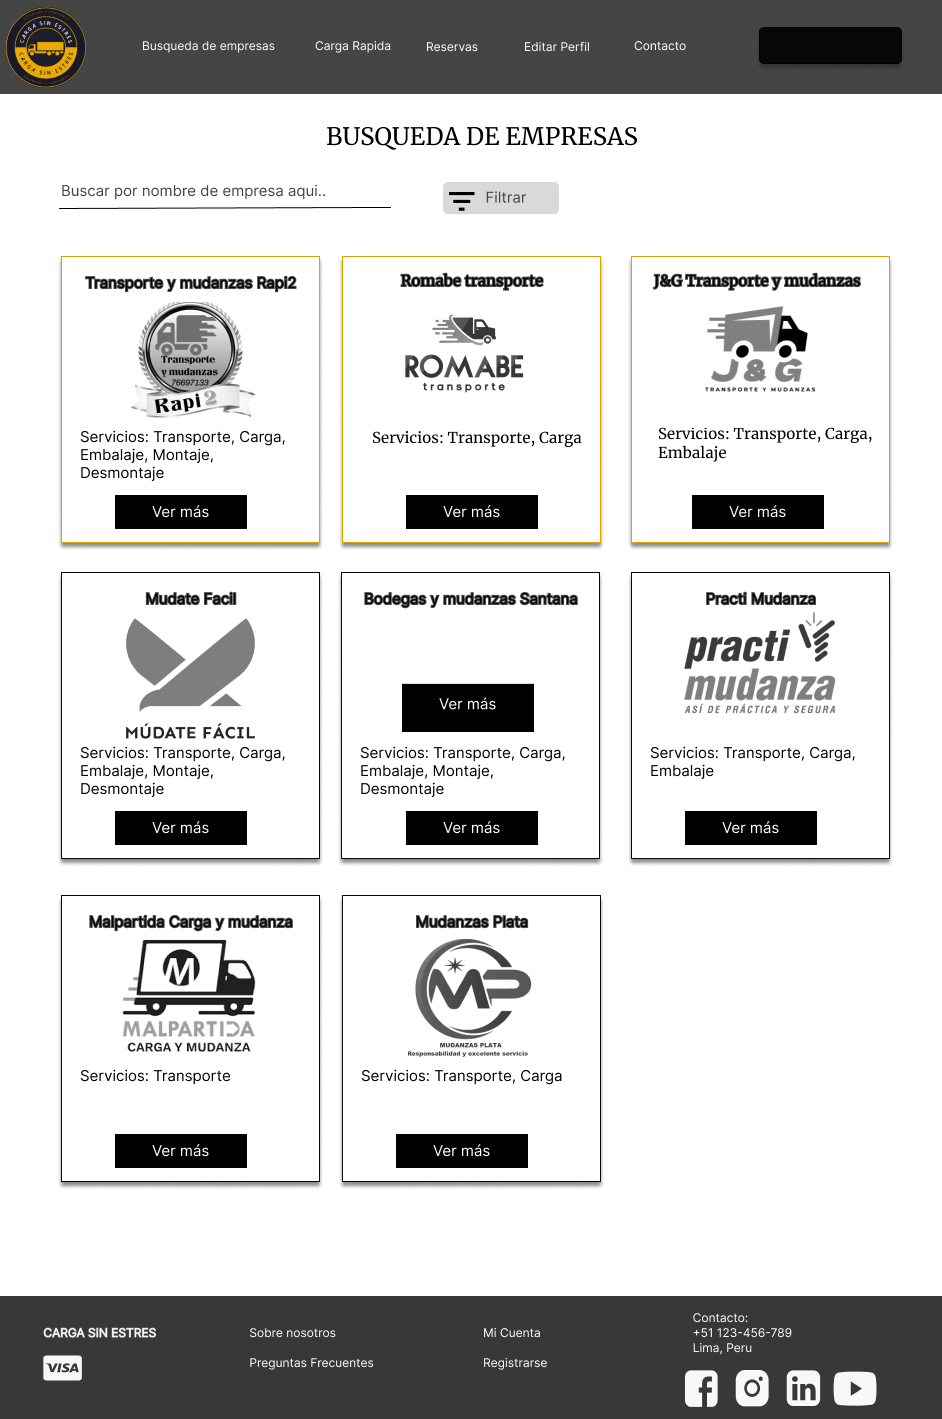 CARGA SIN ESTRES
CARGA SIN ESTRES
Busqueda de empresas
Carga Rapida
Reservas
Editar Perfil
Contacto
BUSQUEDA DE EMPRESAS
Buscar por nombre de empresa aqui..
Filtrar
Transporte y mudanzas Rapi2
Transporte
y mudanzas
76697133
Rapi 2
Servicios: Transporte, Carga,
Embalaje, Montaje,
Desmontaje
Ver más
Romabe transporte
ROMABE
transporte
Servicios: Transporte, Carga
Ver más
J&G Transporte y mudanzas
J&G
TRANSPORTE Y MUDANZAS
Servicios: Transporte, Carga,
Embalaje
Ver más
Mudate Facil
MÚDATE FÁCIL
Servicios: Transporte, Carga,
Embalaje, Montaje,
Desmontaje
Ver más
Bodegas y mudanzas Santana
Ver más
Servicios: Transporte, Carga,
Embalaje, Montaje,
Desmontaje
Ver más
Practi Mudanza
practi
mudanza
ASÍ DE PRÁCTICA Y SEGURA
Servicios: Transporte, Carga,
Embalaje
Ver más
Malpartida Carga y mudanza
M
MALPARTIDA
CARGA Y MUDANZA
Servicios: Transporte
Ver más
Mudanzas Plata
MP
MUDANZAS PLATA
Responsabilidad y excelente servicio
Servicios: Transporte, Carga
Ver más
CARGA SIN ESTRES
VISA
Sobre nosotros
Preguntas Frecuentes
Mi Cuenta
Registrarse
Contacto:
+51 123-456-789
Lima, Peru